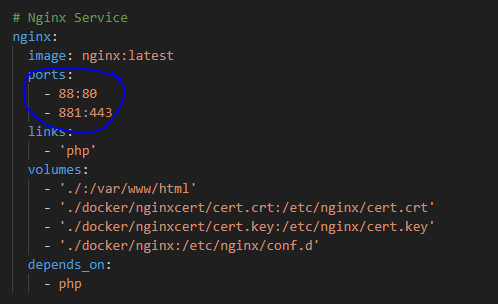 # Nginx Service
nginx:
image: nginx:latest
ports:
- 88:80
- 881:443
links:
- 'php'
volumes:
- './:/var/www/html'
- './docker/nginxcert/cert.crt:/etc/nginx/cert.crt'
- './docker/nginxcert/cert.key:/etc/nginx/cert.key'
- './docker/nginx:/etc/nginx/conf.d'
depends_on:
- php